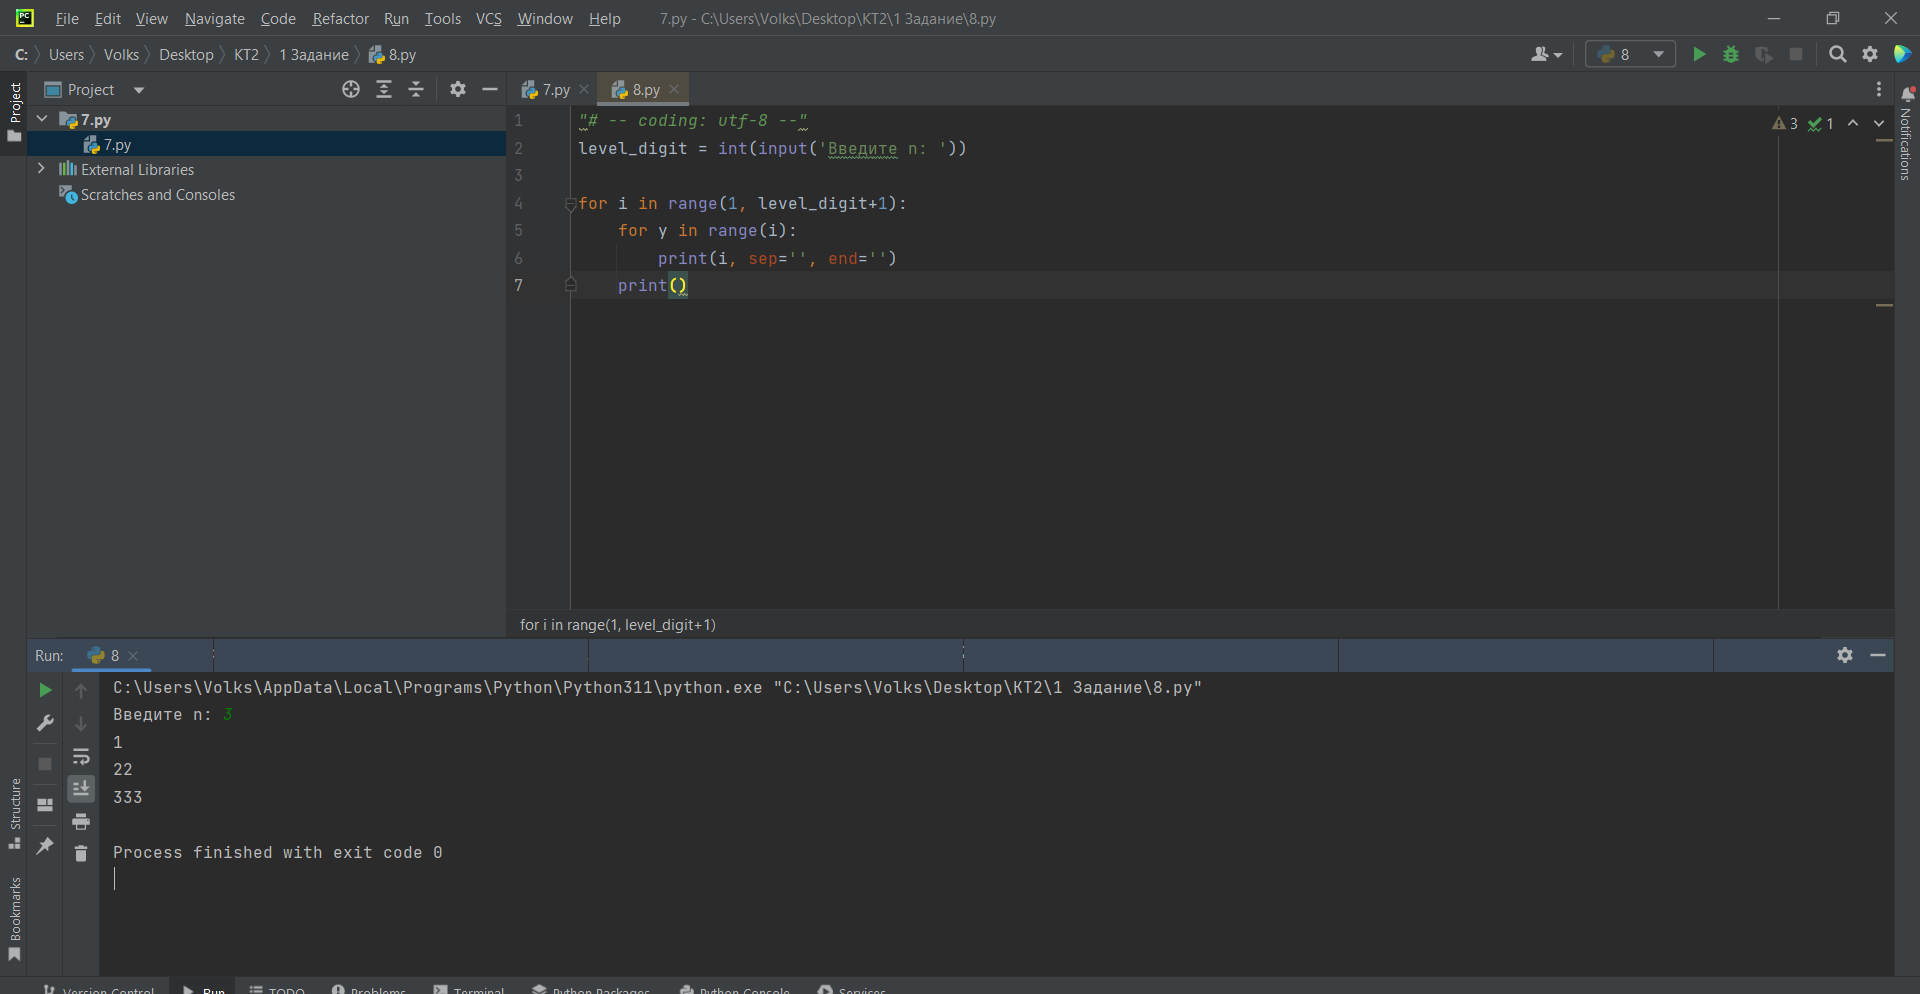 PC
File Edit View Navigate Code Refactor Run Tools VCS Window Help 7.py - C:\Users\Volks\Desktop\KT2\1 Задание\8.py
C: Users Volks Desktop KT2 1 Задание 8.py
8
Project
Project
7.py
7.py
External Libraries
Scratches and Consoles
7.py
8.py
1 "# -- coding: utf-8 --"
2 level_digit = int(input('Введите n: '))
3
4 for i in range(1, level_digit+1):
5 for y in range(i):
6 print(i, sep='', end='')
7 print()
3 1
Notifications
for i in range(1, level_digit+1)
Run: 8
C:\Users\Volks\AppData\Local\Programs\Python\Python311\python.exe "C:\Users\Volks\Desktop\KT2\1 Задание\8.py"
Введите n: 3
1
22
333
Process finished with exit code 0
Structure
Bookmarks
Version Control Run TODO Problems Terminal Python Packages Python Console Services